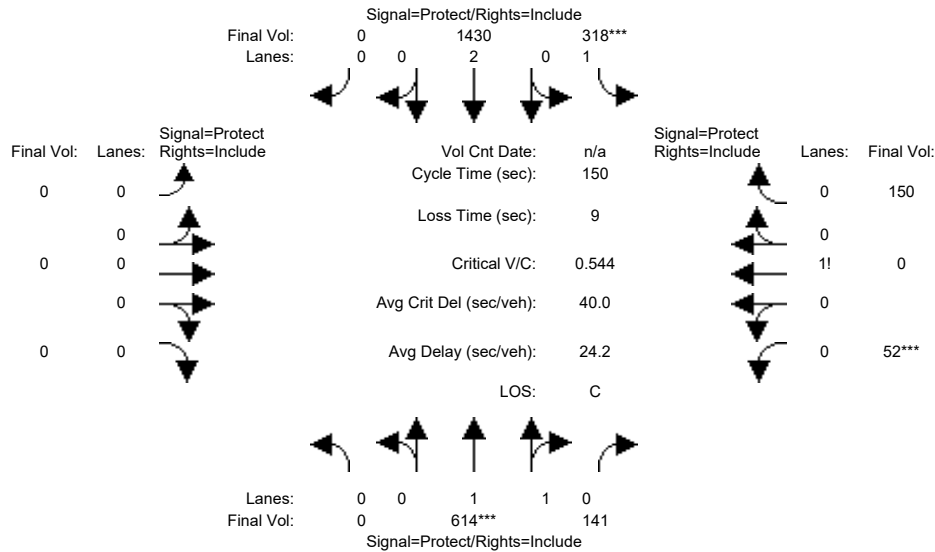 Signal=Protect/Rights=Include
Final Vol: 0 1430 318***
Lanes: 0 0 2 0 1
Signal=Protect
Final Vol: Lanes: Rights=Include
Vol Cnt Date: n/a
Signal=Protect
Rights=Include Lanes: Final Vol:
Cycle Time (sec): 150
0 0
0 150
Loss Time (sec): 9
0
0
0 0
Critical V/C: 0.544
1! 0
0
Avg Crit Del (sec/veh): 40.0
0
0 0
Avg Delay (sec/veh): 24.2
0 52***
LOS: C
Lanes: 0 0 1 1 0
Final Vol: 0 614*** 141
Signal=Protect/Rights=Include